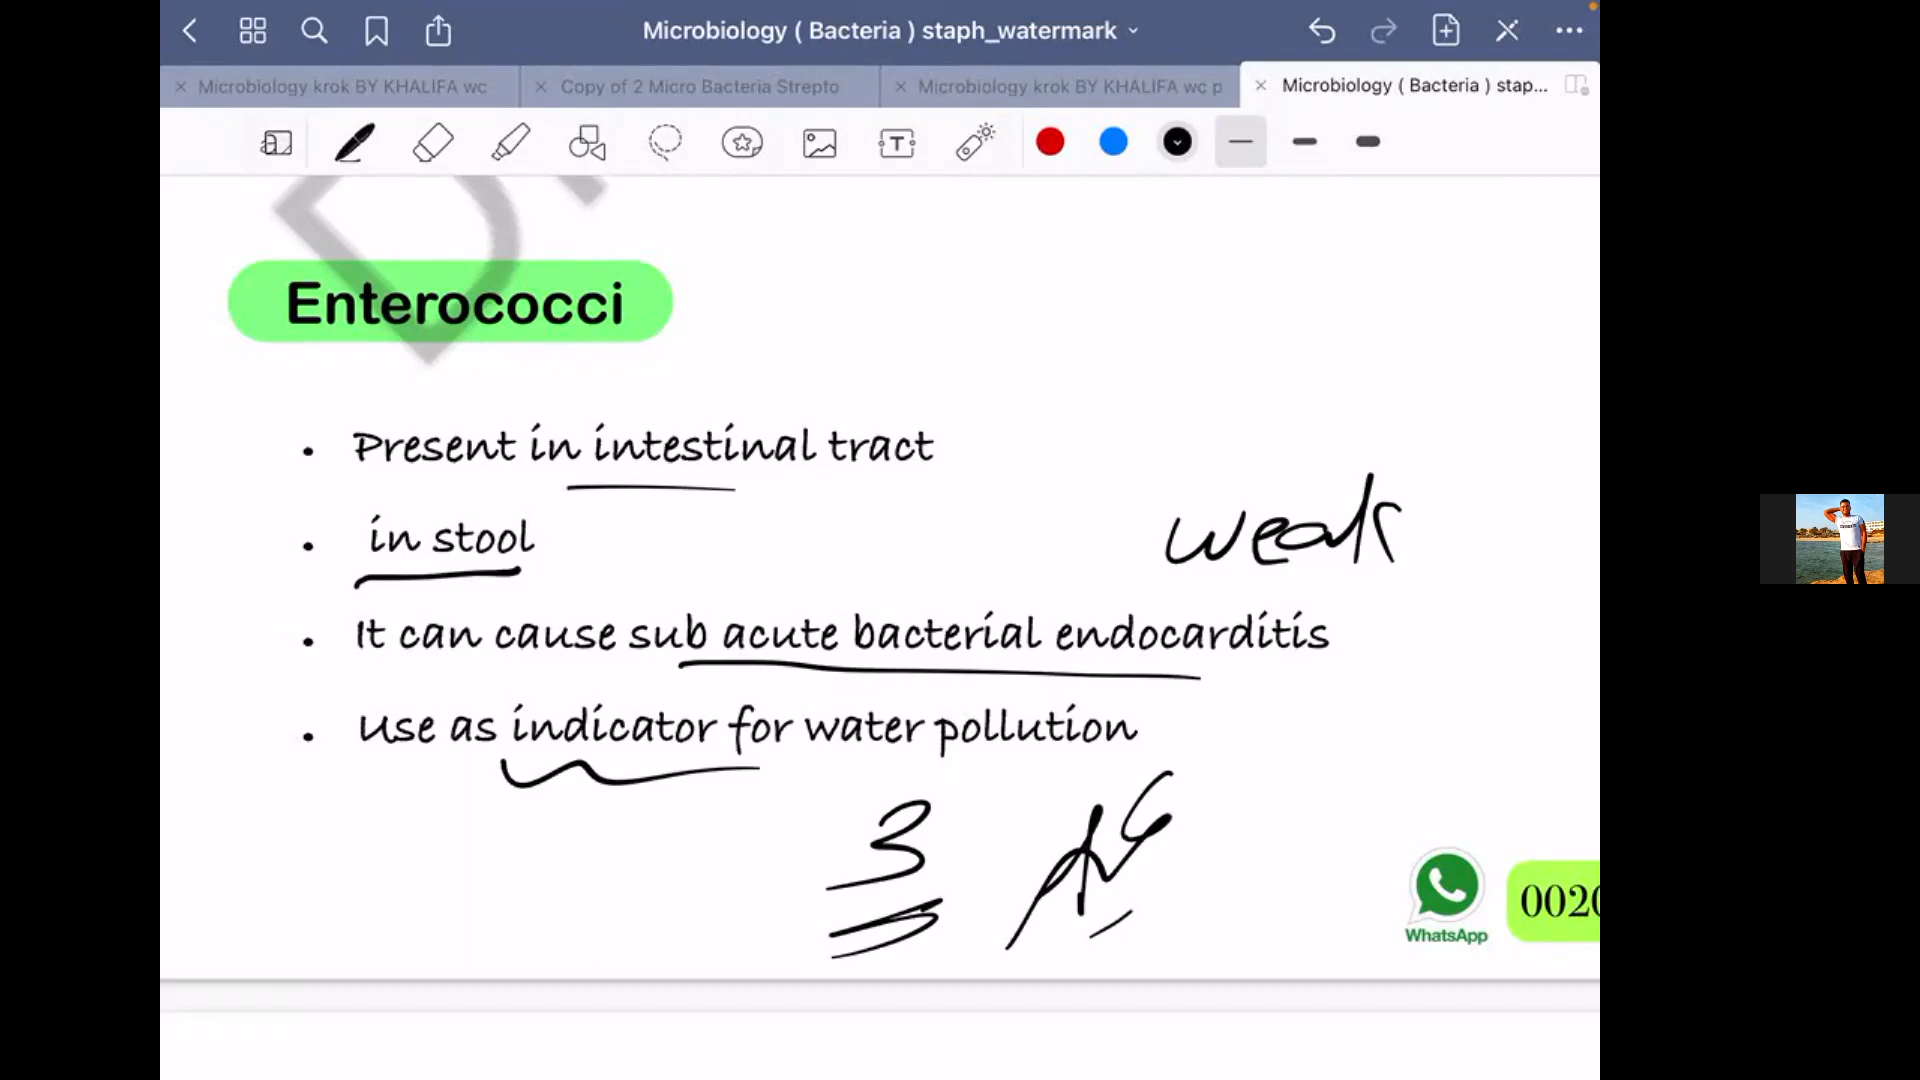 Microbiology ( Bacteria ) staph_watermark
Microbiology krok BY KHALIFA wc
Copy of 2 Micro Bacteria Strepto
Microbiology krok BY KHALIFA wc p
Microbiology ( Bacteria ) stap...
Enterococci
• Present in intestinal tract
• in stool
weak
• It can cause sub acute bacterial endocarditis
• Use as indicator for water pollution
3
WhatsApp
0020